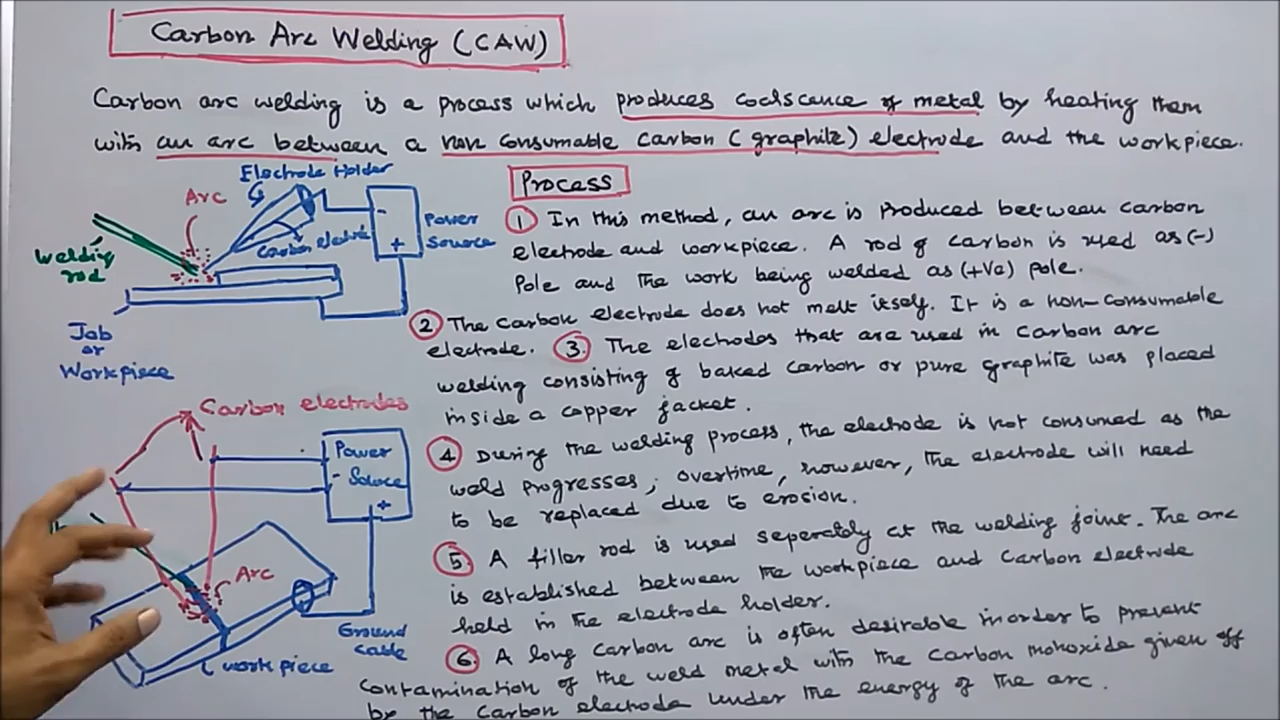 Carbon Arc Welding (CAW)
Carbon arc welding is a process which produces coclscance of metal by heating them
with an arc between a non consumable carbon (graphite) electrode and the workpiece.
Electrode Holder
Arc
Carbon electric
Power
Source
-
+
Welding
rod
Job
or
Workpiece
Process
1 In this method, an arc is produced between carbon
electrode and workpiece. A rod of carbon is used as (-)
Pole and the work being welded as (+Ve) pole.
2 The carbon electrode does not melt itself. It is a non-consumable
electrode. 3. The electrodes that are used in carbon arc
welding consisting of baked carbon or pure graphite was placed
inside a copper jacket.
4 During the welding process, the electrode is not consumed as the
weld progresses; overtime, however, the electrode will need
to be replaced due to erosion.
5. A filler rod is used seperately at the welding joint. The arc
is established between the workpiece and carbon electrode
held in the electrode holder.
6. A long carbon arc is often desirable inorder to prevent
contamination of the weld metal with the carbon monoxide given off
by the carbon electrode under the energy of the arc.
Carbon electrodes
Power
- Source
+
Arc
Ground
cable
workpiece